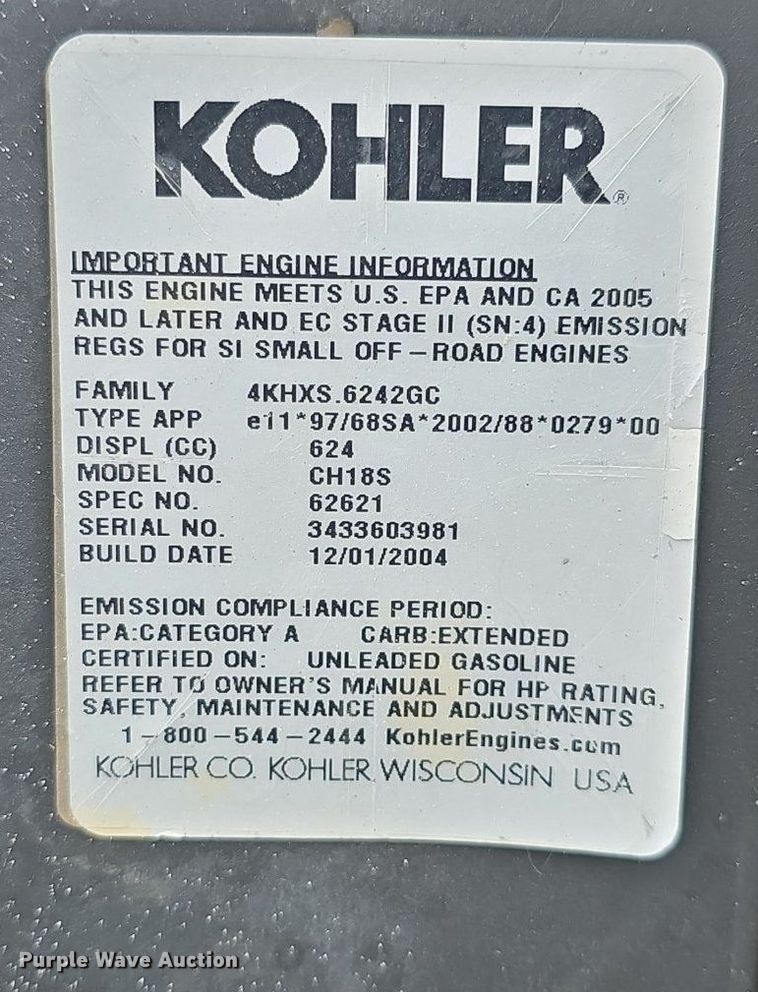 KOHLER®
IMPORTANT ENGINE INFORMATION
THIS ENGINE MEETS U.S. EPA AND CA 2005
AND LATER AND EC STAGE II (SN:4) EMISSION
REGS FOR SI SMALL OFF-ROAD ENGINES
FAMILY 4KHXS.6242GC
TYPE APP e11*97/68SA*2002/88*0279*00
DISPL (CC) 624
MODEL NO. CH18S
SPEC NO. 62621
SERIAL NO. 3433603981
BUILD DATE 12/01/2004
EMISSION COMPLIANCE PERIOD:
EPA:CATEGORY A CARB:EXTENDED
CERTIFIED ON: UNLEADED GASOLINE
REFER TO OWNER'S MANUAL FOR HP RATING,
SAFETY, MAINTENANCE AND ADJUSTMENTS
1-800-544-2444 KohlerEngines.com
KOHLER CO. KOHLER, WISCONSIN USA
Purple Wave Auction